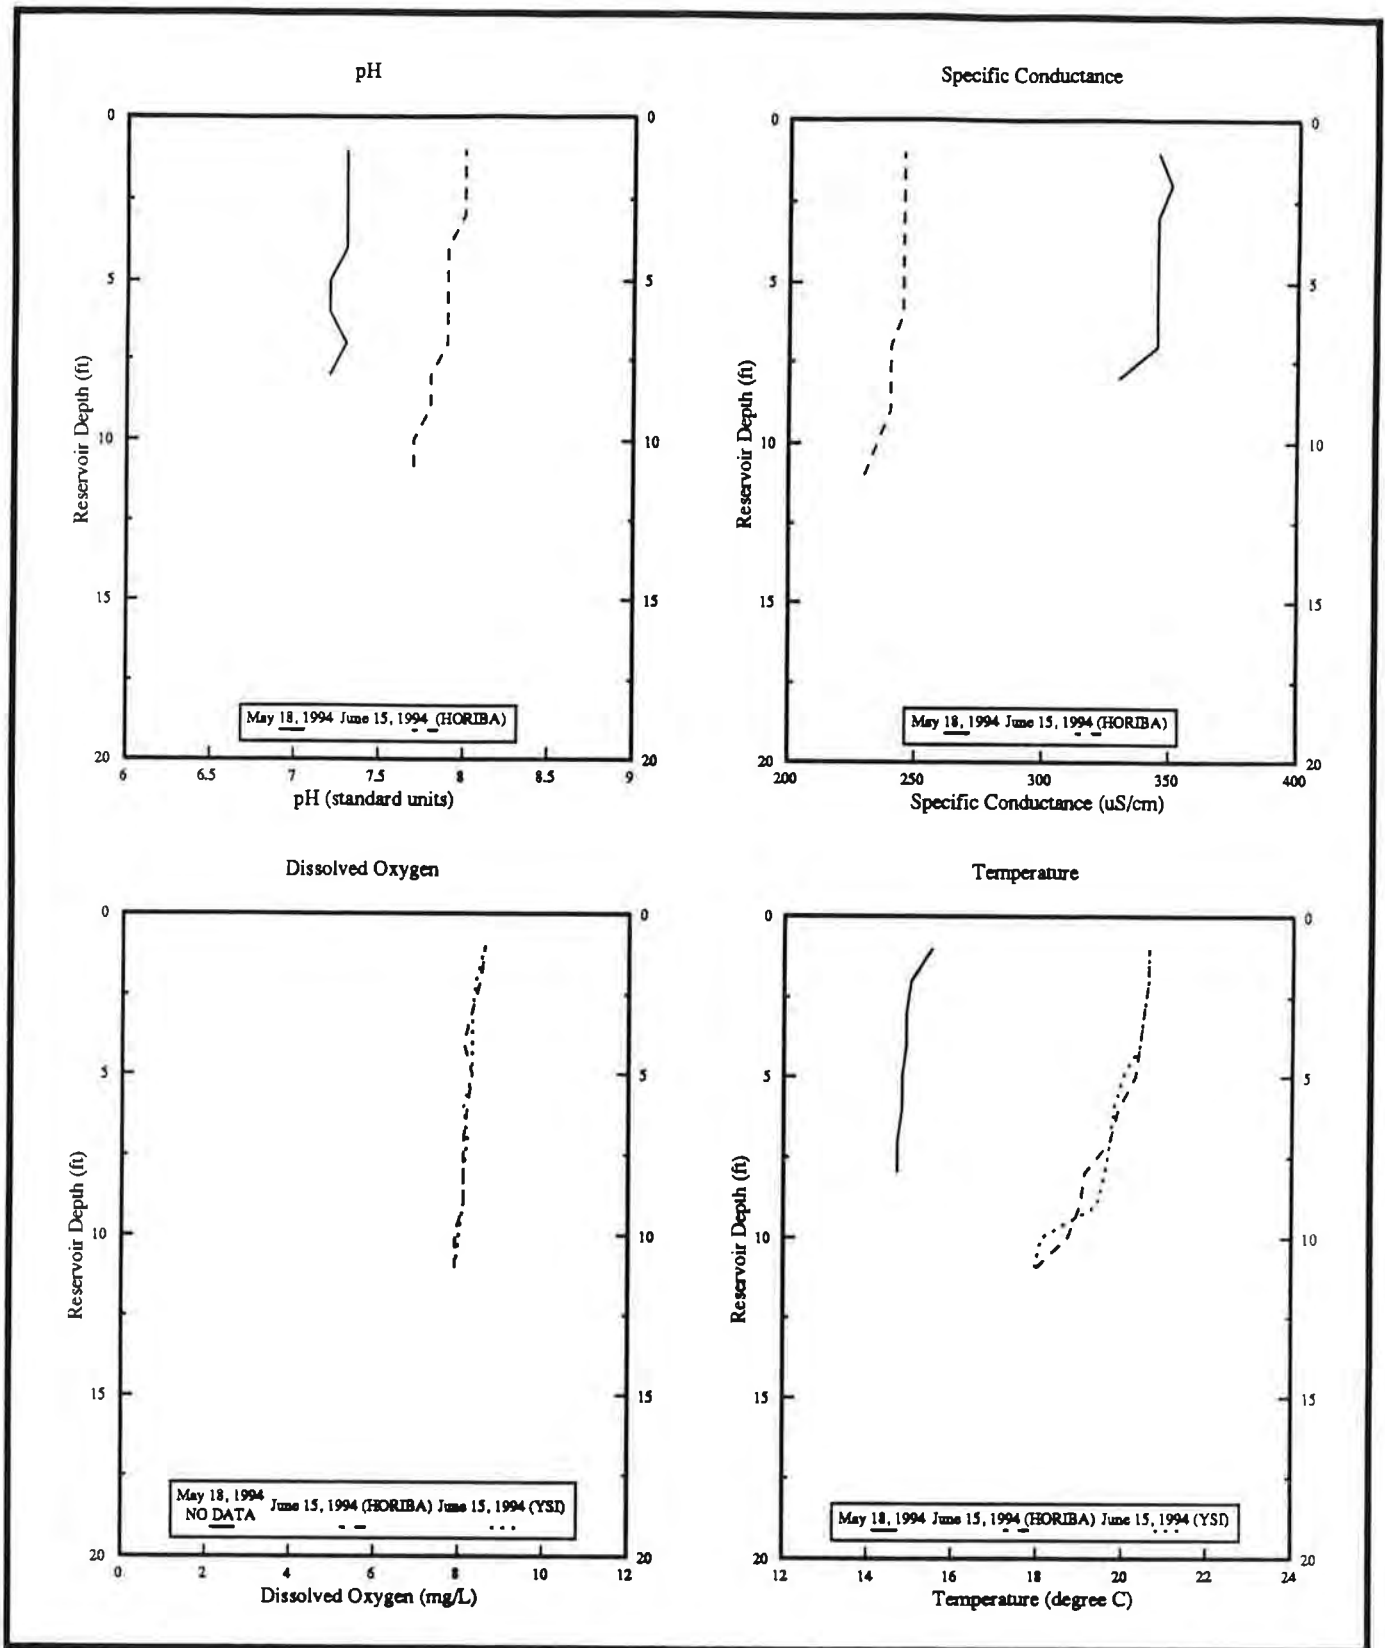 pH
0
5
10
15
20
0
5
10
15
20
Reservoir Depth (ft)
May 18, 1994 June 15, 1994 (HORIBA)
6 6.5 7 7.5 8 8.5 9
pH (standard units)
Specific Conductance
0
5
10
15
20
0
5
10
15
20
Reservoir Depth (ft)
May 18, 1994 June 15, 1994 (HORIBA)
200 250 300 350 400
Specific Conductance (uS/cm)
Dissolved Oxygen
0
5
10
15
20
0
5
10
15
20
Reservoir Depth (ft)
May 18, 1994 June 15, 1994 (HORIBA) June 15, 1994 (YSI)
NO DATA
0 2 4 6 8 10 12
Dissolved Oxygen (mg/L)
Temperature
0
5
10
15
20
0
5
10
15
20
Reservoir Depth (ft)
May 18, 1994 June 15, 1994 (HORIBA) June 15, 1994 (YSI)
12 14 16 18 20 22 24
Temperature (degree C)